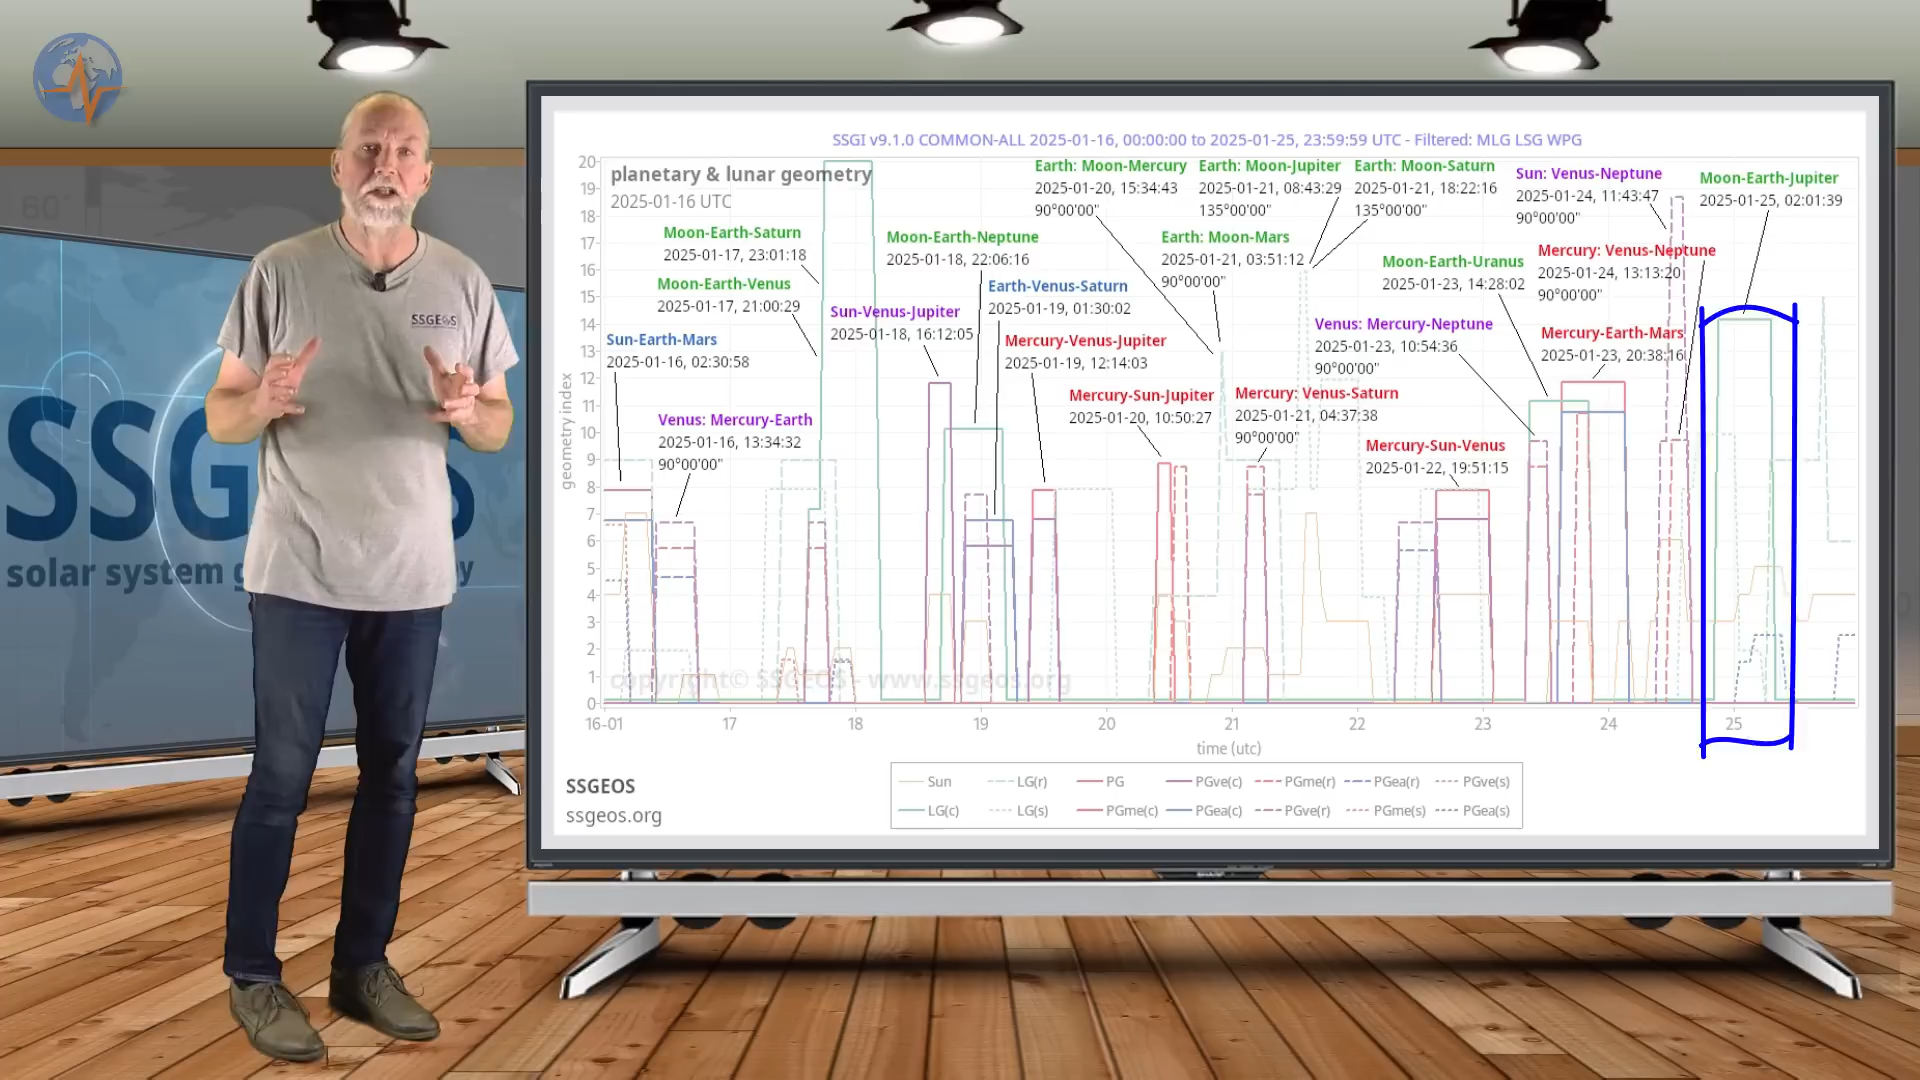 60°
SSGEOS
SSG
S
solar system g
y
SSGI v9.1.0 COMMON-ALL 2025-01-16, 00:00:00 to 2025-01-25, 23:59:59 UTC - Filtered: MLG LSG WPG
planetary & lunar geometry
2025-01-16 UTC
Earth: Moon-Mercury
2025-01-20, 15:34:43
90°00'00"
Earth: Moon-Jupiter
2025-01-21, 08:43:29
135°00'00"
Earth: Moon-Saturn
2025-01-21, 18:22:16
135°00'00"
Sun: Venus-Neptune
2025-01-24, 11:43:47
90°00'00"
Moon-Earth-Jupiter
2025-01-25, 02:01:39
Moon-Earth-Saturn
2025-01-17, 23:01:18
Moon-Earth-Neptune
2025-01-18, 22:06:16
Earth: Moon-Mars
2025-01-21, 03:51:12
90°00'00"
Moon-Earth-Uranus
2025-01-23, 14:28:02
Mercury: Venus-Neptune
2025-01-24, 13:13:20
90°00'00"
Moon-Earth-Venus
2025-01-17, 21:00:29
Earth-Venus-Saturn
2025-01-19, 01:30:02
Sun-Venus-Jupiter
2025-01-18, 16:12:05
Venus: Mercury-Neptune
2025-01-23, 10:54:36
90°00'00"
Mercury-Earth-Mars
2025-01-23, 20:38:16
Sun-Earth-Mars
2025-01-16, 02:30:58
Mercury-Venus-Jupiter
2025-01-19, 12:14:03
Mercury-Sun-Jupiter
2025-01-20, 10:50:27
Mercury: Venus-Saturn
2025-01-21, 04:37:38
90°00'00"
Venus: Mercury-Earth
2025-01-16, 13:34:32
90°00'00"
Mercury-Sun-Venus
2025-01-22, 19:51:15
20
19
18
17
16
15
14
13
12
11
10
9
8
7
6
5
4
3
2
1
0
geometry index
copyright© SSGEOS - www.ssgeos.org
16-01 17 18 19 20 21 22 23 24 25
time (utc)
SSGEOS
ssgeos.org
Sun LG(r) PG PGve(c) PGme(r) PGea(r) PGve(s)
LG(c) LG(s) PGme(c) PGea(c) PGve(r) PGme(s) PGea(s)
SHARP